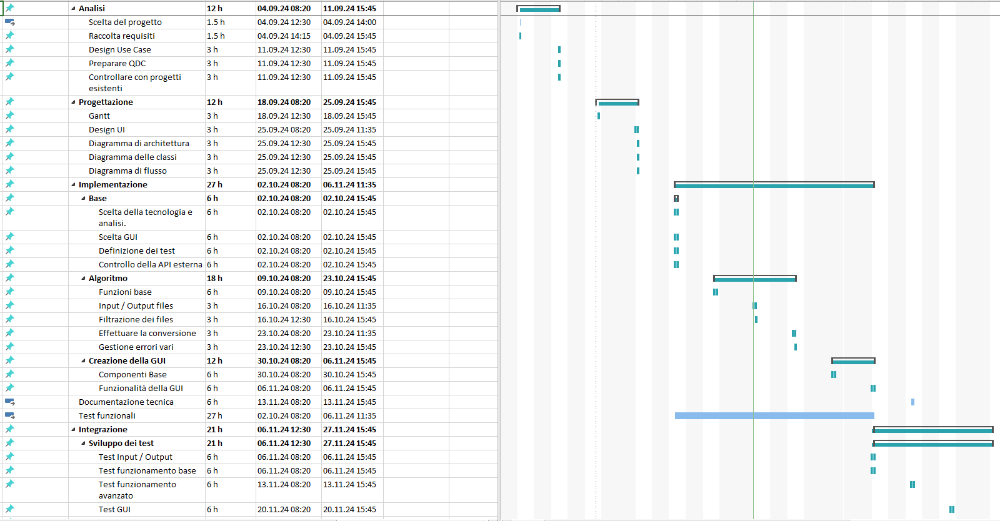 Analisi 12 h 04.09.24 08:20 11.09.24 15:45
Scelta del progetto 1.5 h 04.09.24 12:30 04.09.24 14:00
Raccolta requisiti 1.5 h 04.09.24 14:15 04.09.24 15:45
Design Use Case 3 h 11.09.24 12:30 11.09.24 15:45
Preparare QDC 3 h 11.09.24 12:30 11.09.24 15:45
Controllare con progetti 3 h 11.09.24 12:30 11.09.24 15:45
esistenti
Progettazione 12 h 18.09.24 08:20 25.09.24 15:45
Gantt 3 h 18.09.24 12:30 18.09.24 15:45
Design UI 3 h 25.09.24 08:20 25.09.24 11:35
Diagramma di architettura 3 h 25.09.24 12:30 25.09.24 15:45
Diagramma delle classi 3 h 25.09.24 12:30 25.09.24 15:45
Diagramma di flusso 3 h 25.09.24 12:30 25.09.24 15:45
Implementazione 27 h 02.10.24 08:20 06.11.24 11:35
Base 6 h 02.10.24 08:20 02.10.24 15:45
Scelta della tecnologia e 6 h 02.10.24 08:20 02.10.24 15:45
analisi.
Scelta GUI 6 h 02.10.24 08:20 02.10.24 15:45
Definizione dei test 6 h 02.10.24 08:20 02.10.24 15:45
Controllo della API esterna 6 h 02.10.24 08:20 02.10.24 15:45
Algoritmo 18 h 09.10.24 08:20 23.10.24 15:45
Funzioni base 6 h 09.10.24 08:20 09.10.24 15:45
Input / Output files 3 h 16.10.24 08:20 16.10.24 11:35
Filtrazione dei files 3 h 16.10.24 12:30 16.10.24 15:45
Effettuare la conversione 3 h 23.10.24 08:20 23.10.24 11:35
Gestione errori vari 3 h 23.10.24 12:30 23.10.24 15:45
Creazione della GUI 12 h 30.10.24 08:20 06.11.24 15:45
Componenti Base 6 h 30.10.24 08:20 30.10.24 15:45
Funzionalità della GUI 6 h 06.11.24 08:20 06.11.24 15:45
Documentazione tecnica 6 h 13.11.24 08:20 13.11.24 15:45
Test funzionali 27 h 02.10.24 08:20 06.11.24 11:35
Integrazione 21 h 06.11.24 12:30 27.11.24 15:45
Sviluppo dei test 21 h 06.11.24 12:30 27.11.24 15:45
Test Input / Output 6 h 06.11.24 08:20 06.11.24 15:45
Test funzionamento base 6 h 06.11.24 08:20 06.11.24 15:45
Test funzionamento 6 h 13.11.24 08:20 13.11.24 15:45
avanzato
Test GUI 6 h 20.11.24 08:20 20.11.24 15:45